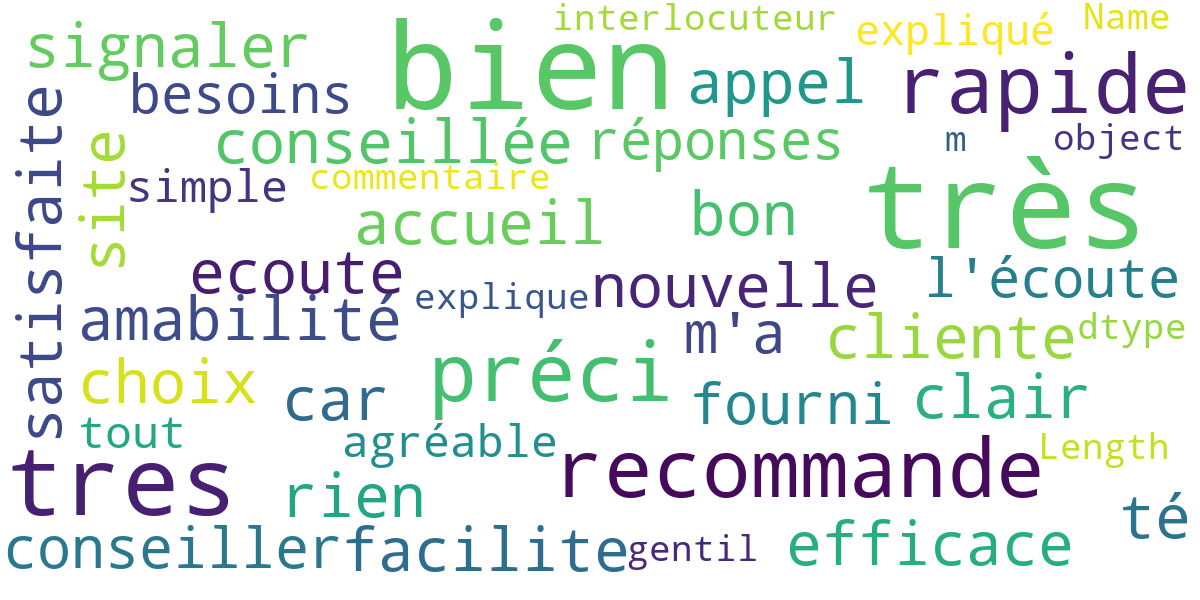 interlocuteur
Name
signaler
bien
expliqué
besoins
appel
rapide
conseillée
réponses
m
object
site
simple
commentaire
très
accueil
bon
satisfaite
ecoute
nouvelle
l'écoute
explique
amabilité
m'a
cliente
dtype
choix
car
préci
fourni
clair
tout
agréable
Length
tres
rien
recommande
té
conseiller
facilite
gentil
efficace